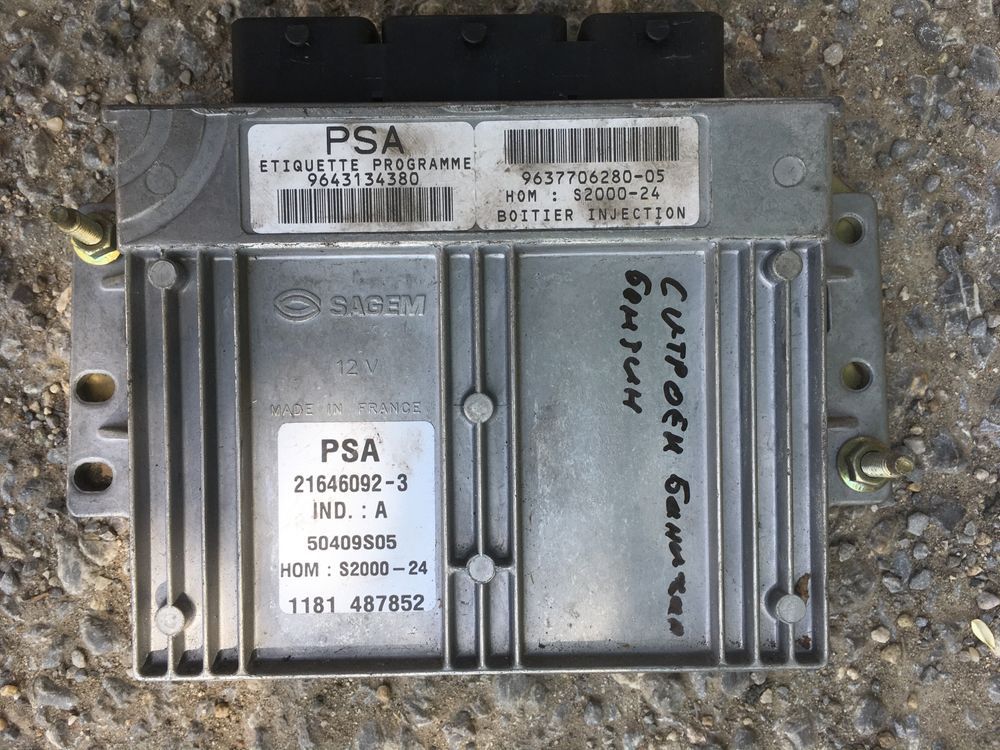 PSA
ETIQUETTE PROGRAMME
9643134380
9637706280-05
HOM : S2000-24
BOITIER INJECTION
SAGEM
12 V
MADE IN FRANCE
PSA
21646092-3
IND. : A
50409S05
HOM : S2000-24
1181 487852
СИТРОЕН
бензин